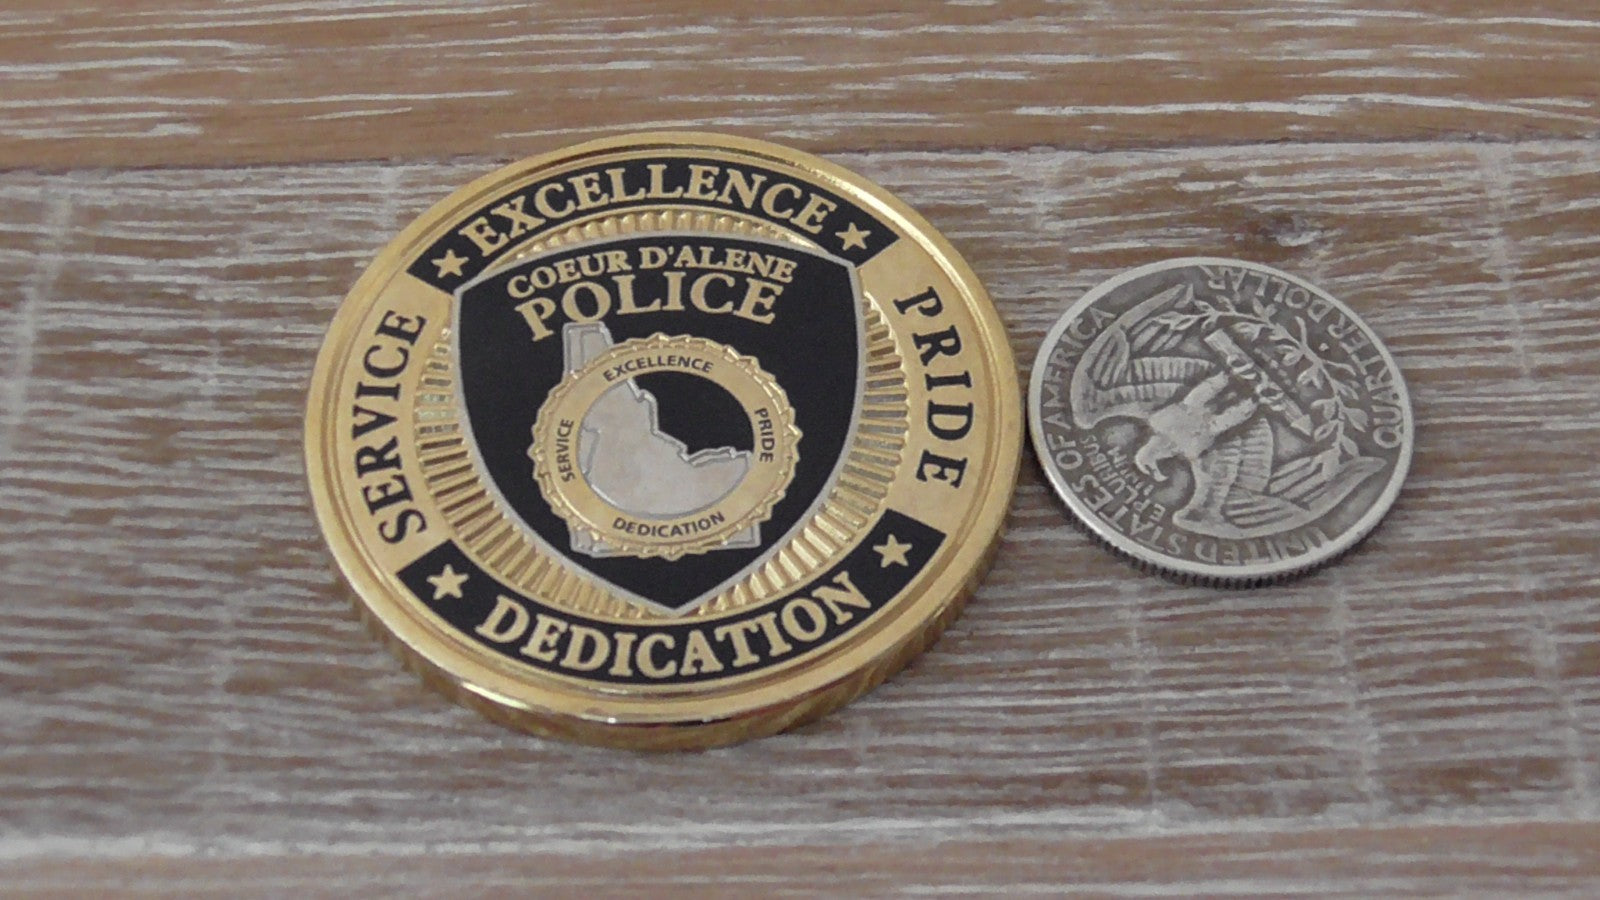 EXCELLENCE
PRIDE
DEDICATION
SERVICE
COEUR D'ALENE
POLICE
EXCELLENCE
PRIDE
DEDICATION
SERVICE
UNITED STATES OF AMERICA
E PLURIBUS
UNUM
QUARTER DOLLAR